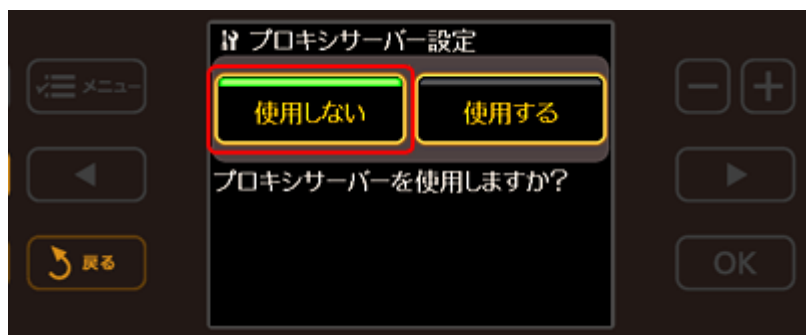 プロキシサーバー設定
メニュー
使用しない
使用する
プロキシサーバーを使用しますか?
戻る
OK